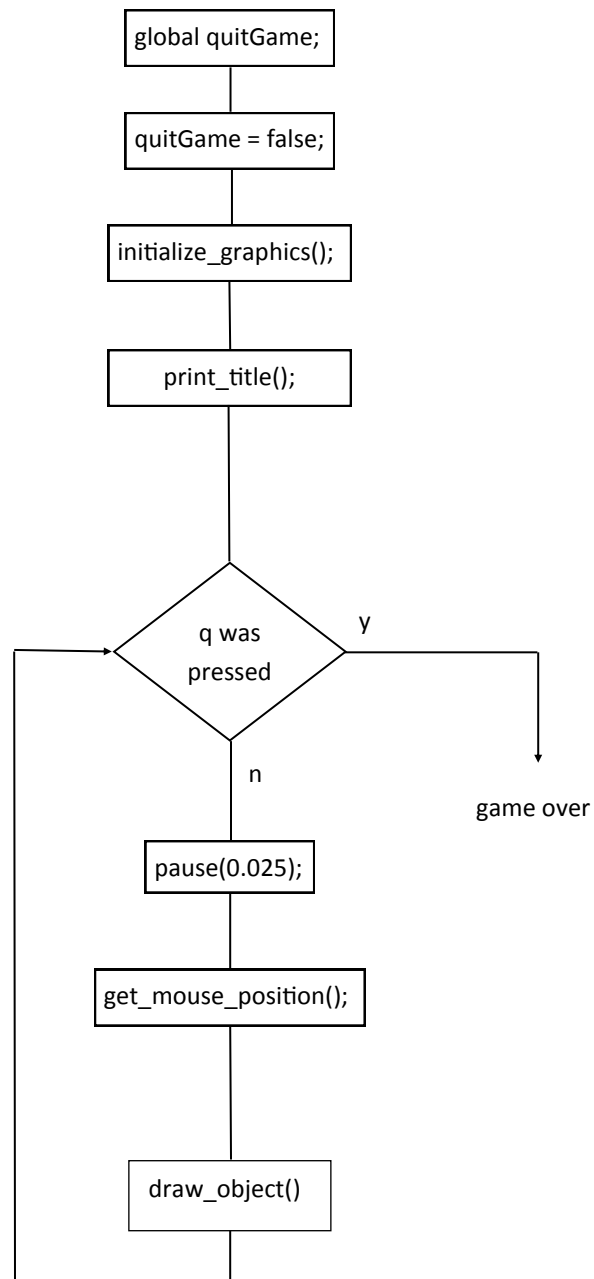 global quitGame;
quitGame = false;
initialize_graphics();
print_title();
q was
pressed
y
n
game over
pause(0.025);
get_mouse_position();
draw_object()